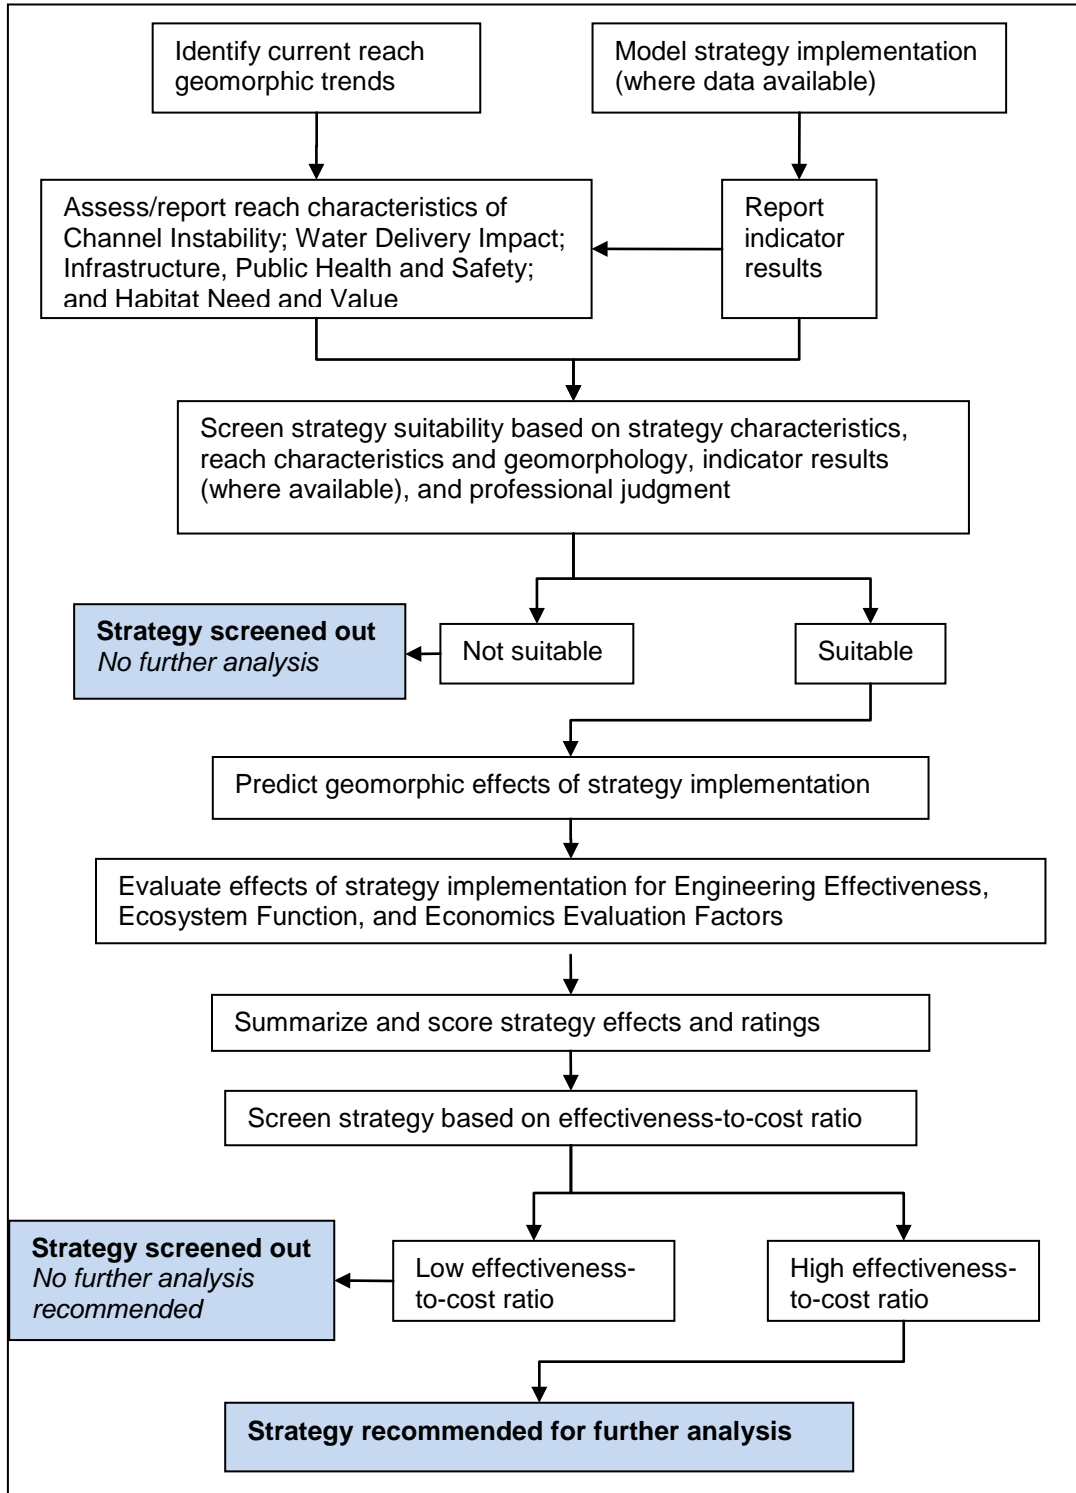 Identify current reach
geomorphic trends
Model strategy implementation
(where data available)
Assess/report reach characteristics of
Channel Instability; Water Delivery Impact;
Infrastructure, Public Health and Safety;
and Habitat Need and Value
Report
indicator
results
Screen strategy suitability based on strategy characteristics,
reach characteristics and geomorphology, indicator results
(where available), and professional judgment
Strategy screened out
No further analysis
Not suitable
Suitable
Predict geomorphic effects of strategy implementation
Evaluate effects of strategy implementation for Engineering Effectiveness,
Ecosystem Function, and Economics Evaluation Factors
Summarize and score strategy effects and ratings
Screen strategy based on effectiveness-to-cost ratio
Strategy screened out
No further analysis
recommended
Low effectiveness-
to-cost ratio
High effectiveness-
to-cost ratio
Strategy recommended for further analysis